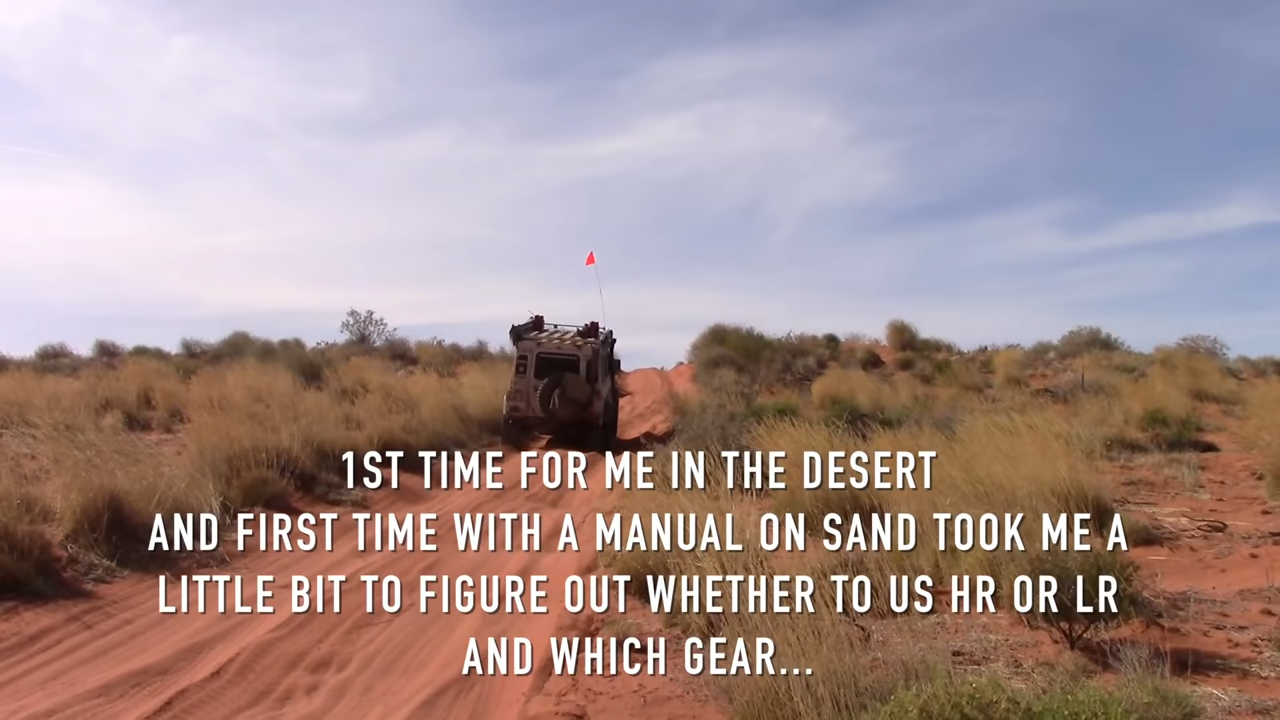 1ST TIME FOR ME IN THE DESERT
AND FIRST TIME WITH A MANUAL ON SAND TOOK ME A
LITTLE BIT TO FIGURE OUT WHETHER TO US HR OR LR
AND WHICH GEAR...